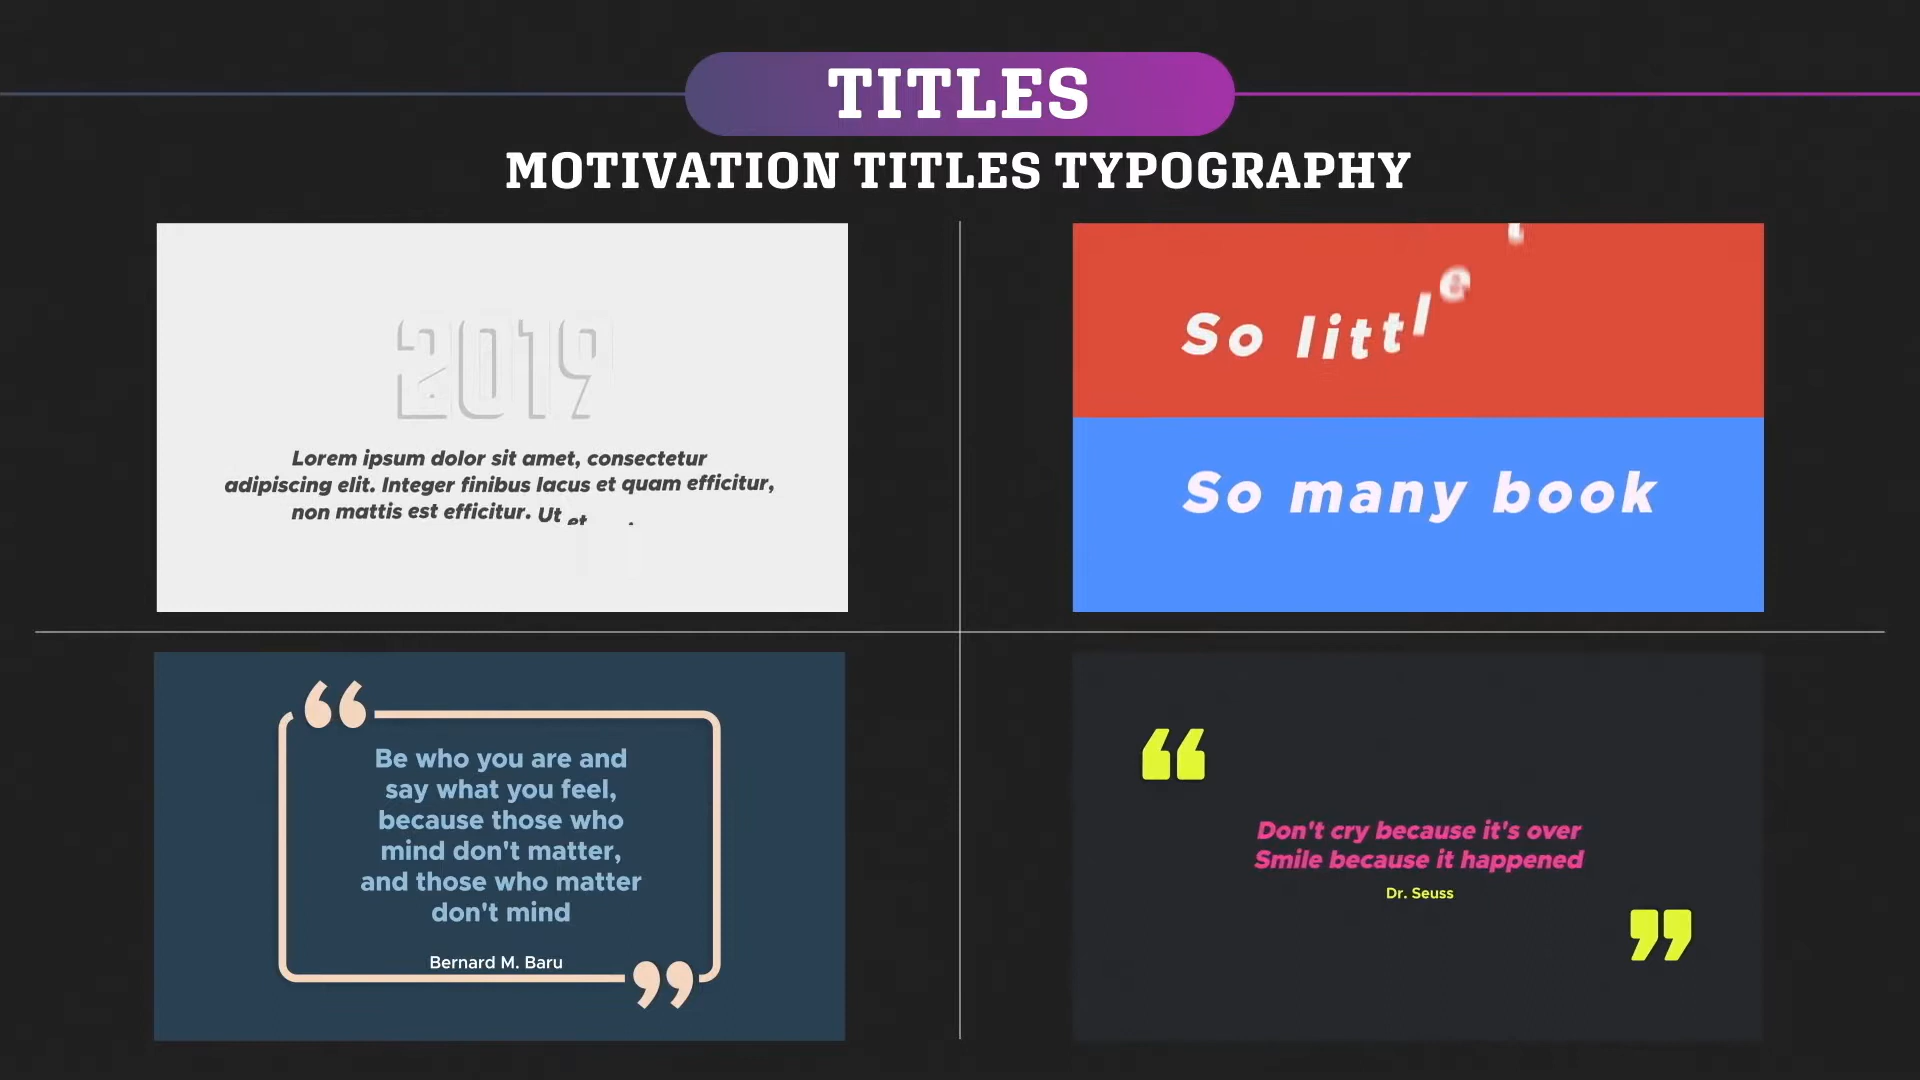 TITLES
MOTIVATION TITLES TYPOGRAPHY
2019
Lorem ipsum dolor sit amet, consectetur
adipiscing elit. Integer finibus lacus et quam efficitur,
non mattis est efficitur. Ut et
So little
So many book
“
Be who you are and
say what you feel,
because those who
mind don't matter,
and those who matter
don't mind
Bernard M. Baru
”
“
Don't cry because it's over
Smile because it happened
Dr. Seuss
”